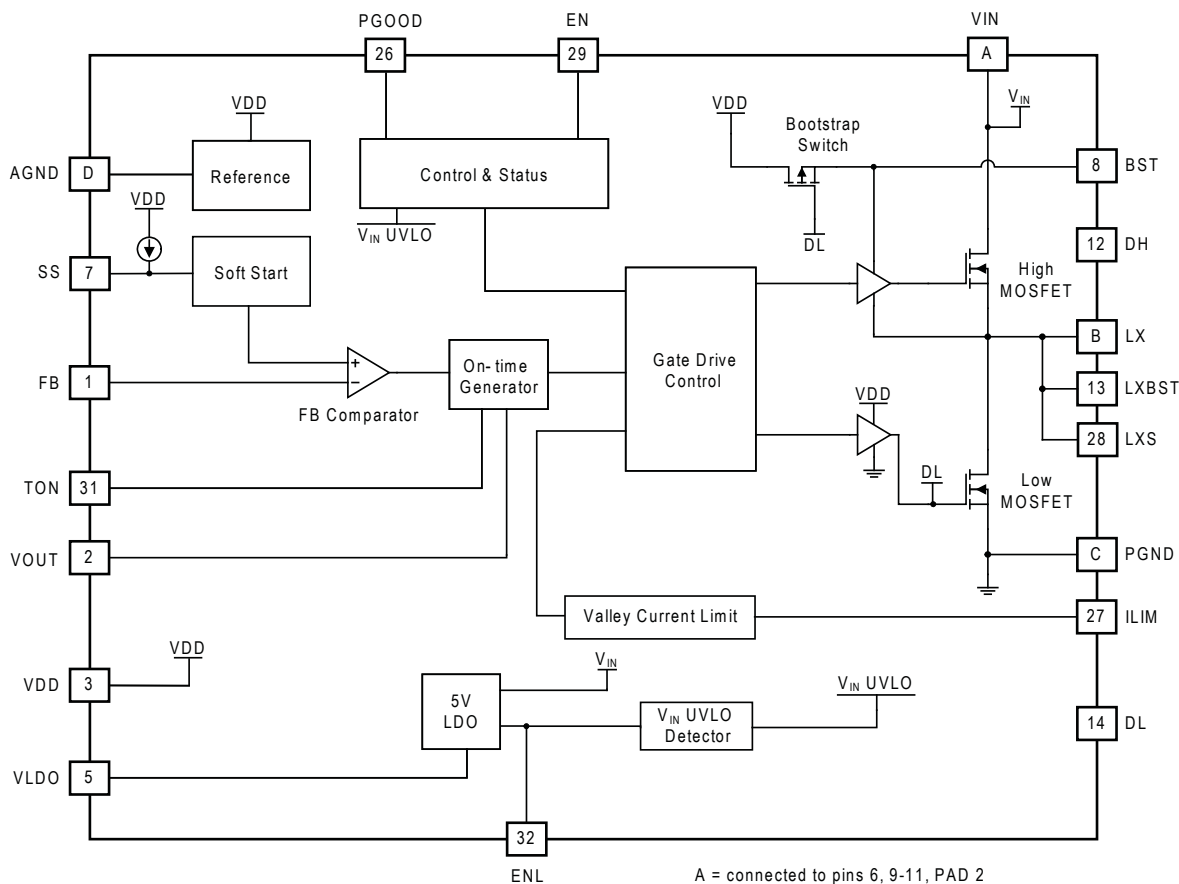 PGOOD
EN
VIN
26
29
A
VDD
VDD
Bootstrap
Switch
VIN
AGND
D
Reference
Control & Status
8
BST
VDD
VIN UVLO
DL
12
DH
SS
7
Soft Start
High
MOSFET
B
LX
FB
1
+
−
On-time
Generator
Gate Drive
Control
13
LXBST
FB Comparator
VDD
28
LXS
TON
31
DL
Low
MOSFET
VOUT
2
C
PGND
Valley Current Limit
27
ILIM
VDD
VDD
3
5V
LDO
VIN
VIN UVLO
Detector
VIN UVLO
14
DL
VLDO
5
32
ENL
A = connected to pins 6, 9-11, PAD 2